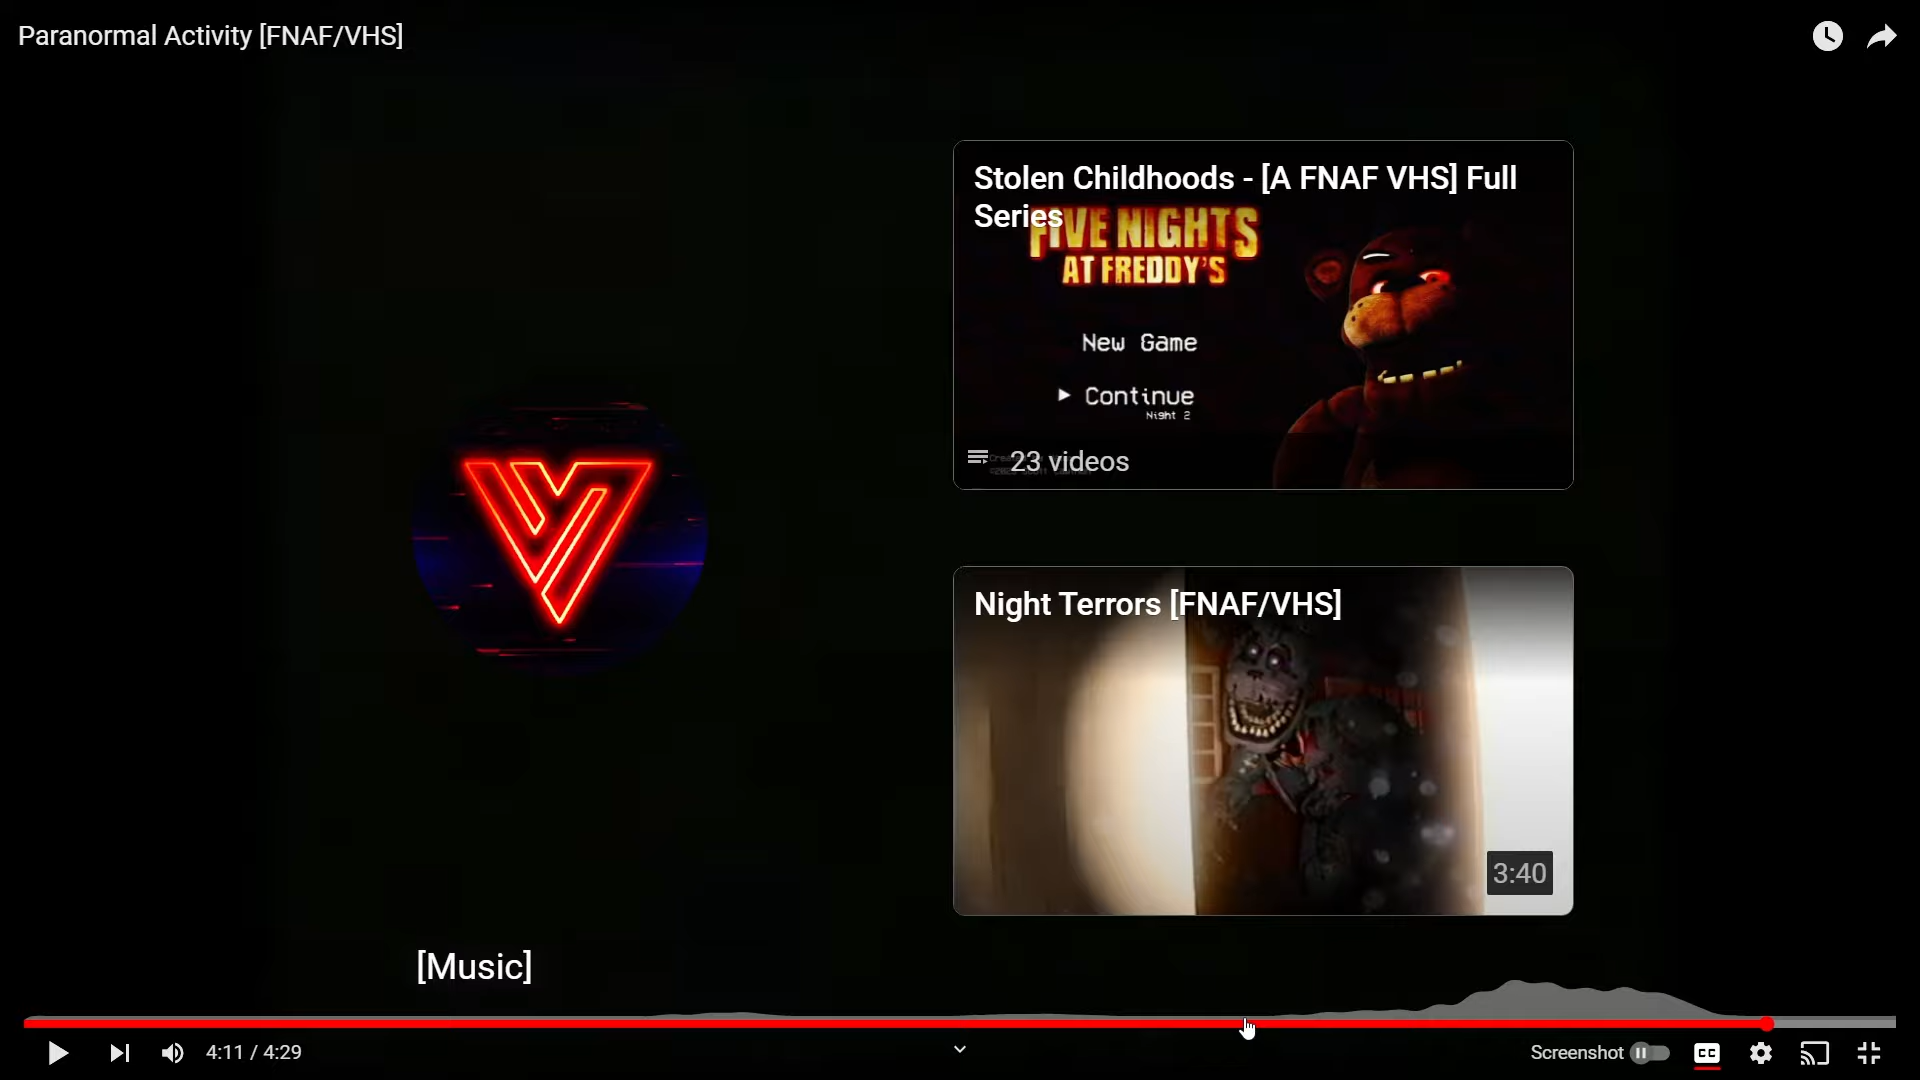 Paranormal Activity [FNAF/VHS]
Stolen Childhoods - [A FNAF VHS] Full
Series
FIVE NIGHTS
AT FREDDY'S
New Game
Continue
Night 2
23 videos
Night Terrors [FNAF/VHS]
3:40
[Music]
4:11 / 4:29
Screenshot
CC